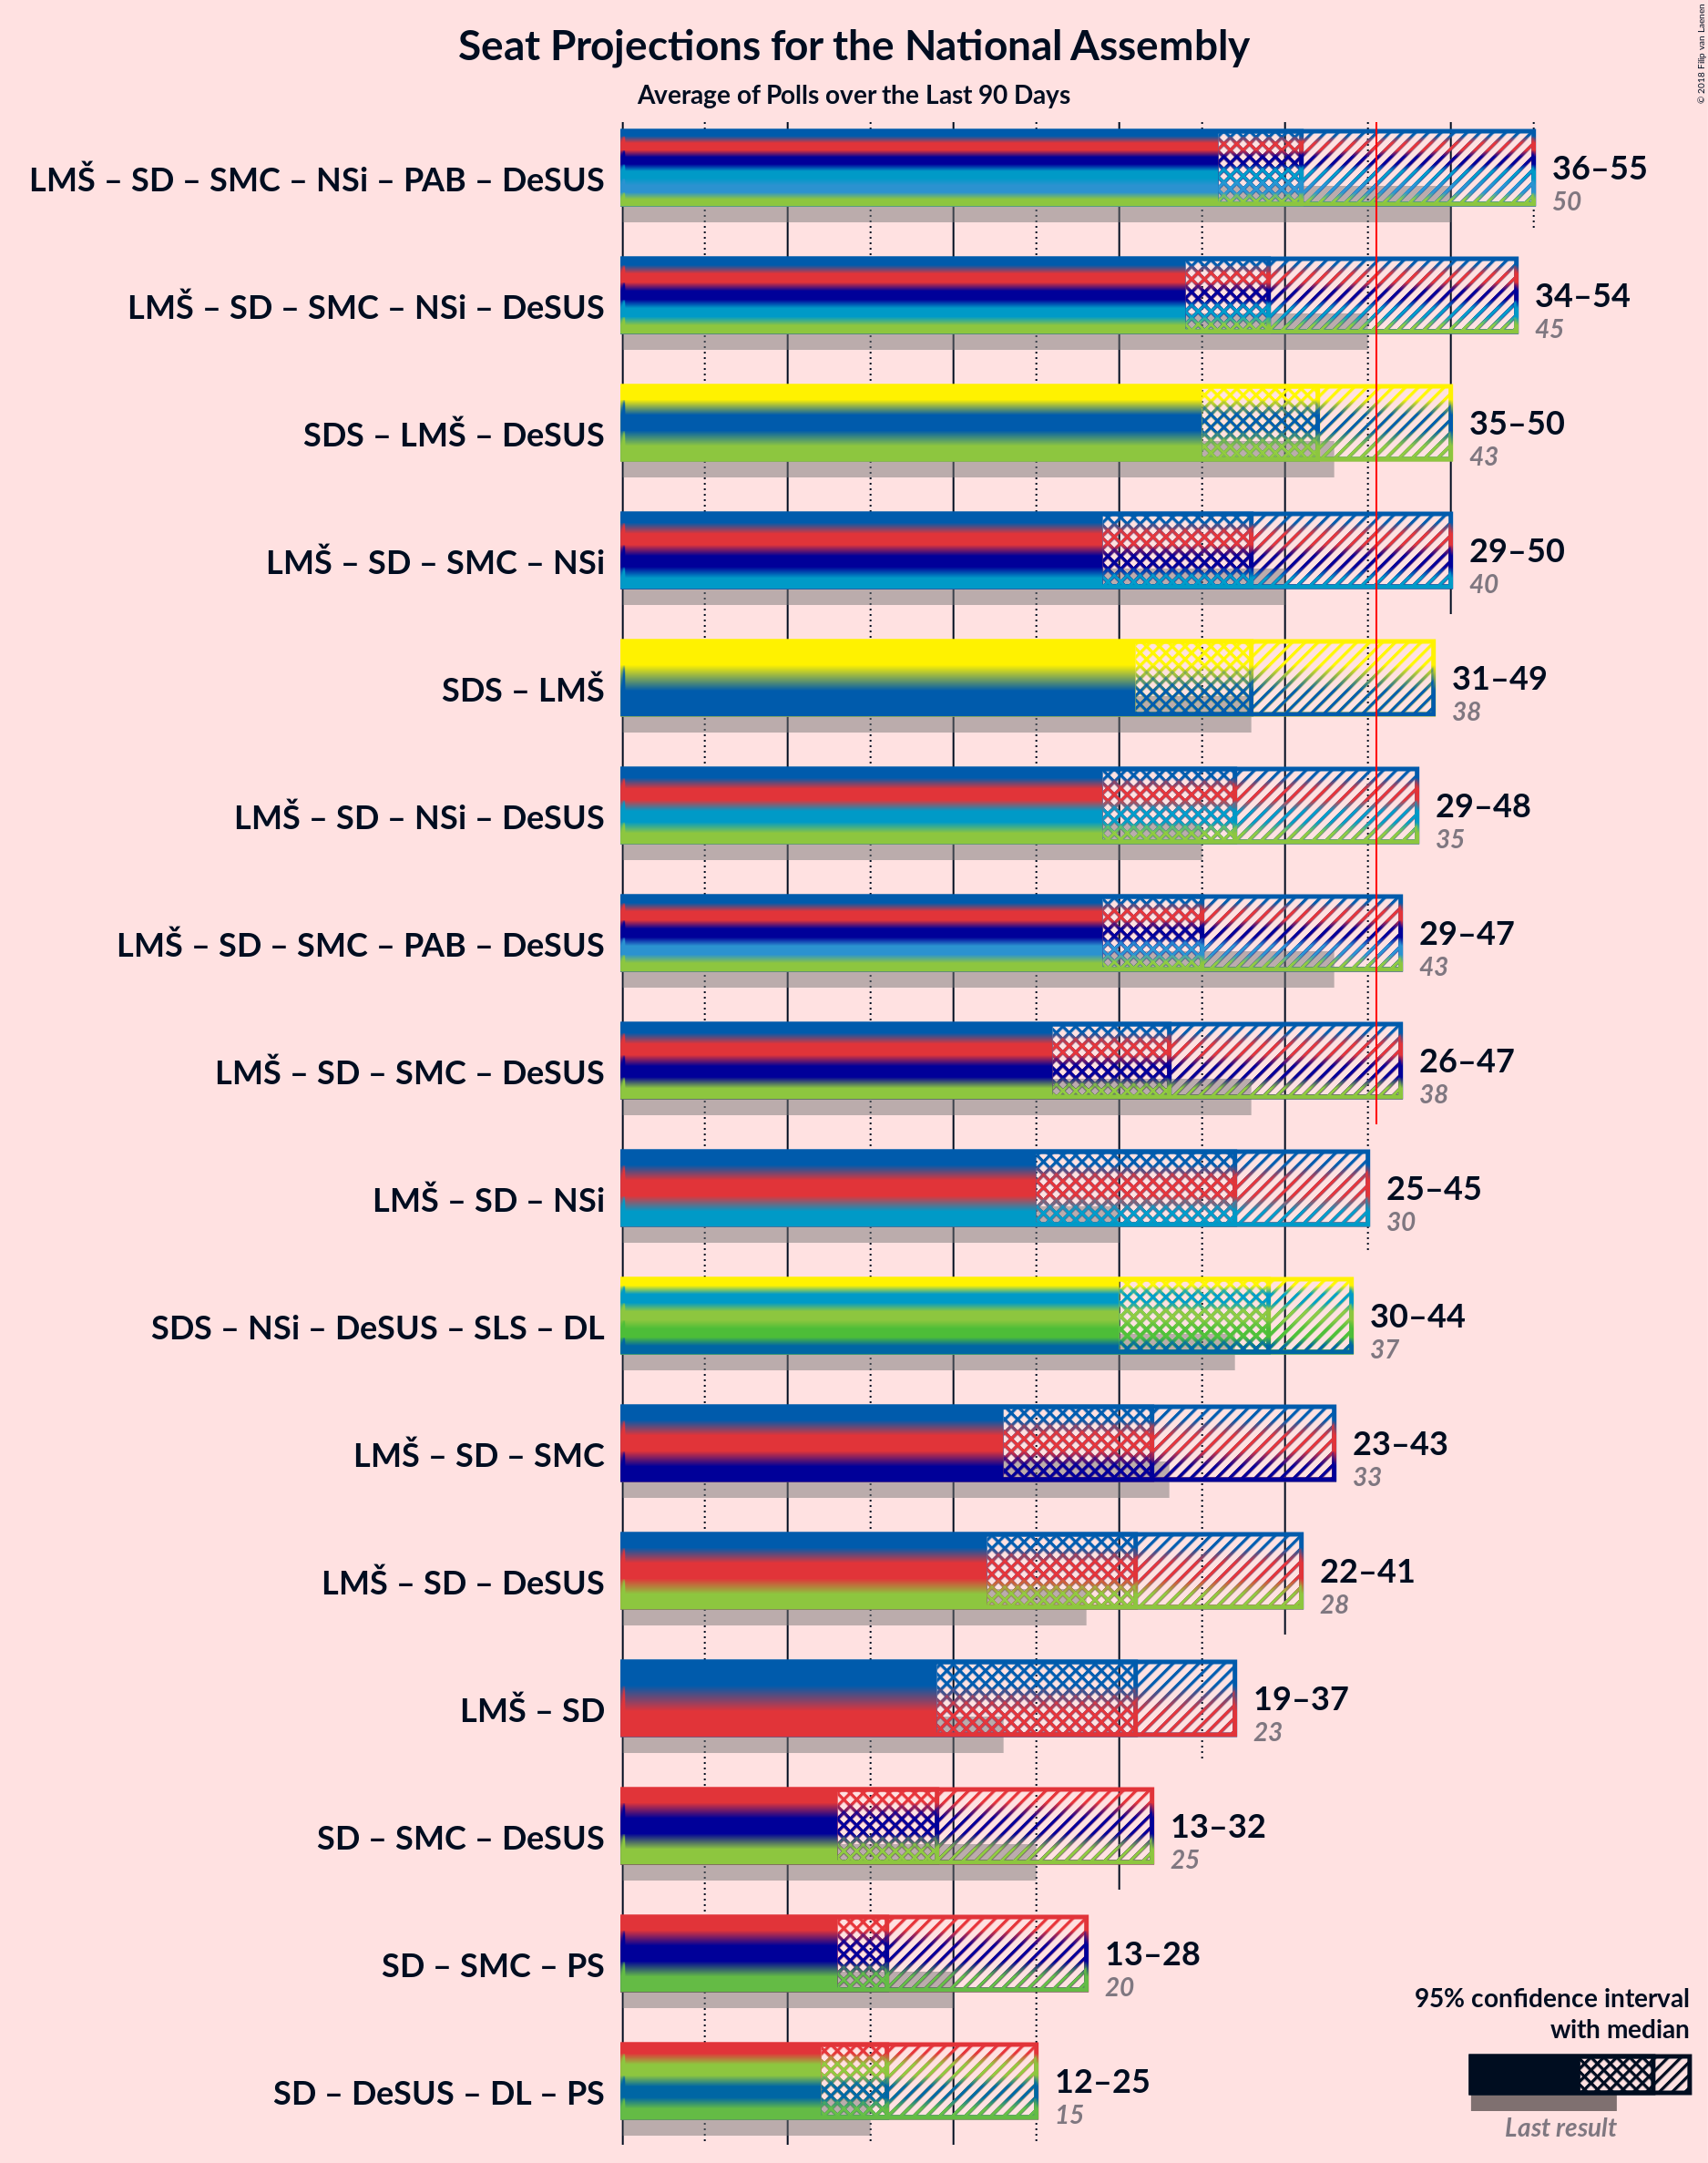 © 2018 Filip van Laenen
Seat Projections for the National Assembly
Average of Polls over the Last 90 Days
LMŠ – SD – SMC – NSi – PAB – DeSUS
36–55
50
LMŠ – SD – SMC – NSi – DeSUS
34–54
45
SDS – LMŠ – DeSUS
35–50
43
LMŠ – SD – SMC – NSi
29–50
40
SDS – LMŠ
31–49
38
LMŠ – SD – NSi – DeSUS
29–48
35
LMŠ – SD – SMC – PAB – DeSUS
29–47
43
LMŠ – SD – SMC – DeSUS
26–47
38
LMŠ – SD – NSi
25–45
30
SDS – NSi – DeSUS – SLS – DL
30–44
37
LMŠ – SD – SMC
23–43
33
LMŠ – SD – DeSUS
22–41
28
LMŠ – SD
19–37
23
SD – SMC – DeSUS
13–32
25
SD – SMC – PS
13–28
20
SD – DeSUS – DL – PS
12–25
15
95% confidence interval
with median
Last result